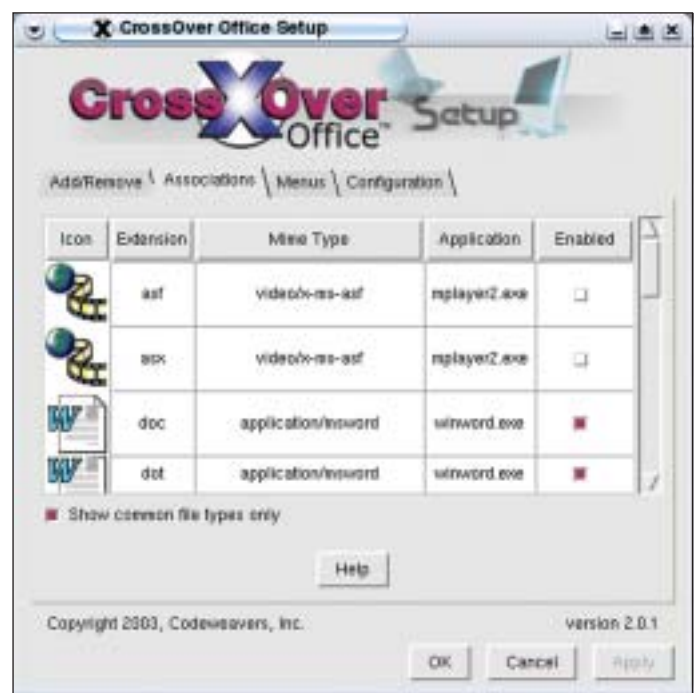 X CrossOver Office Setup
CrossOver Office™ Setup
Add/Remove Associations Menus Configuration
Icon Extension Mime Type Application Enabled
asf video/x-ms-asf mplayer2.exe
asx video/x-ms-asf mplayer2.exe
W doc application/msword winword.exe
W dot application/msword winword.exe
Show common file types only
Help
Copyright 2003, Codeweavers, Inc. version 2.0.1
OK Cancel Apply